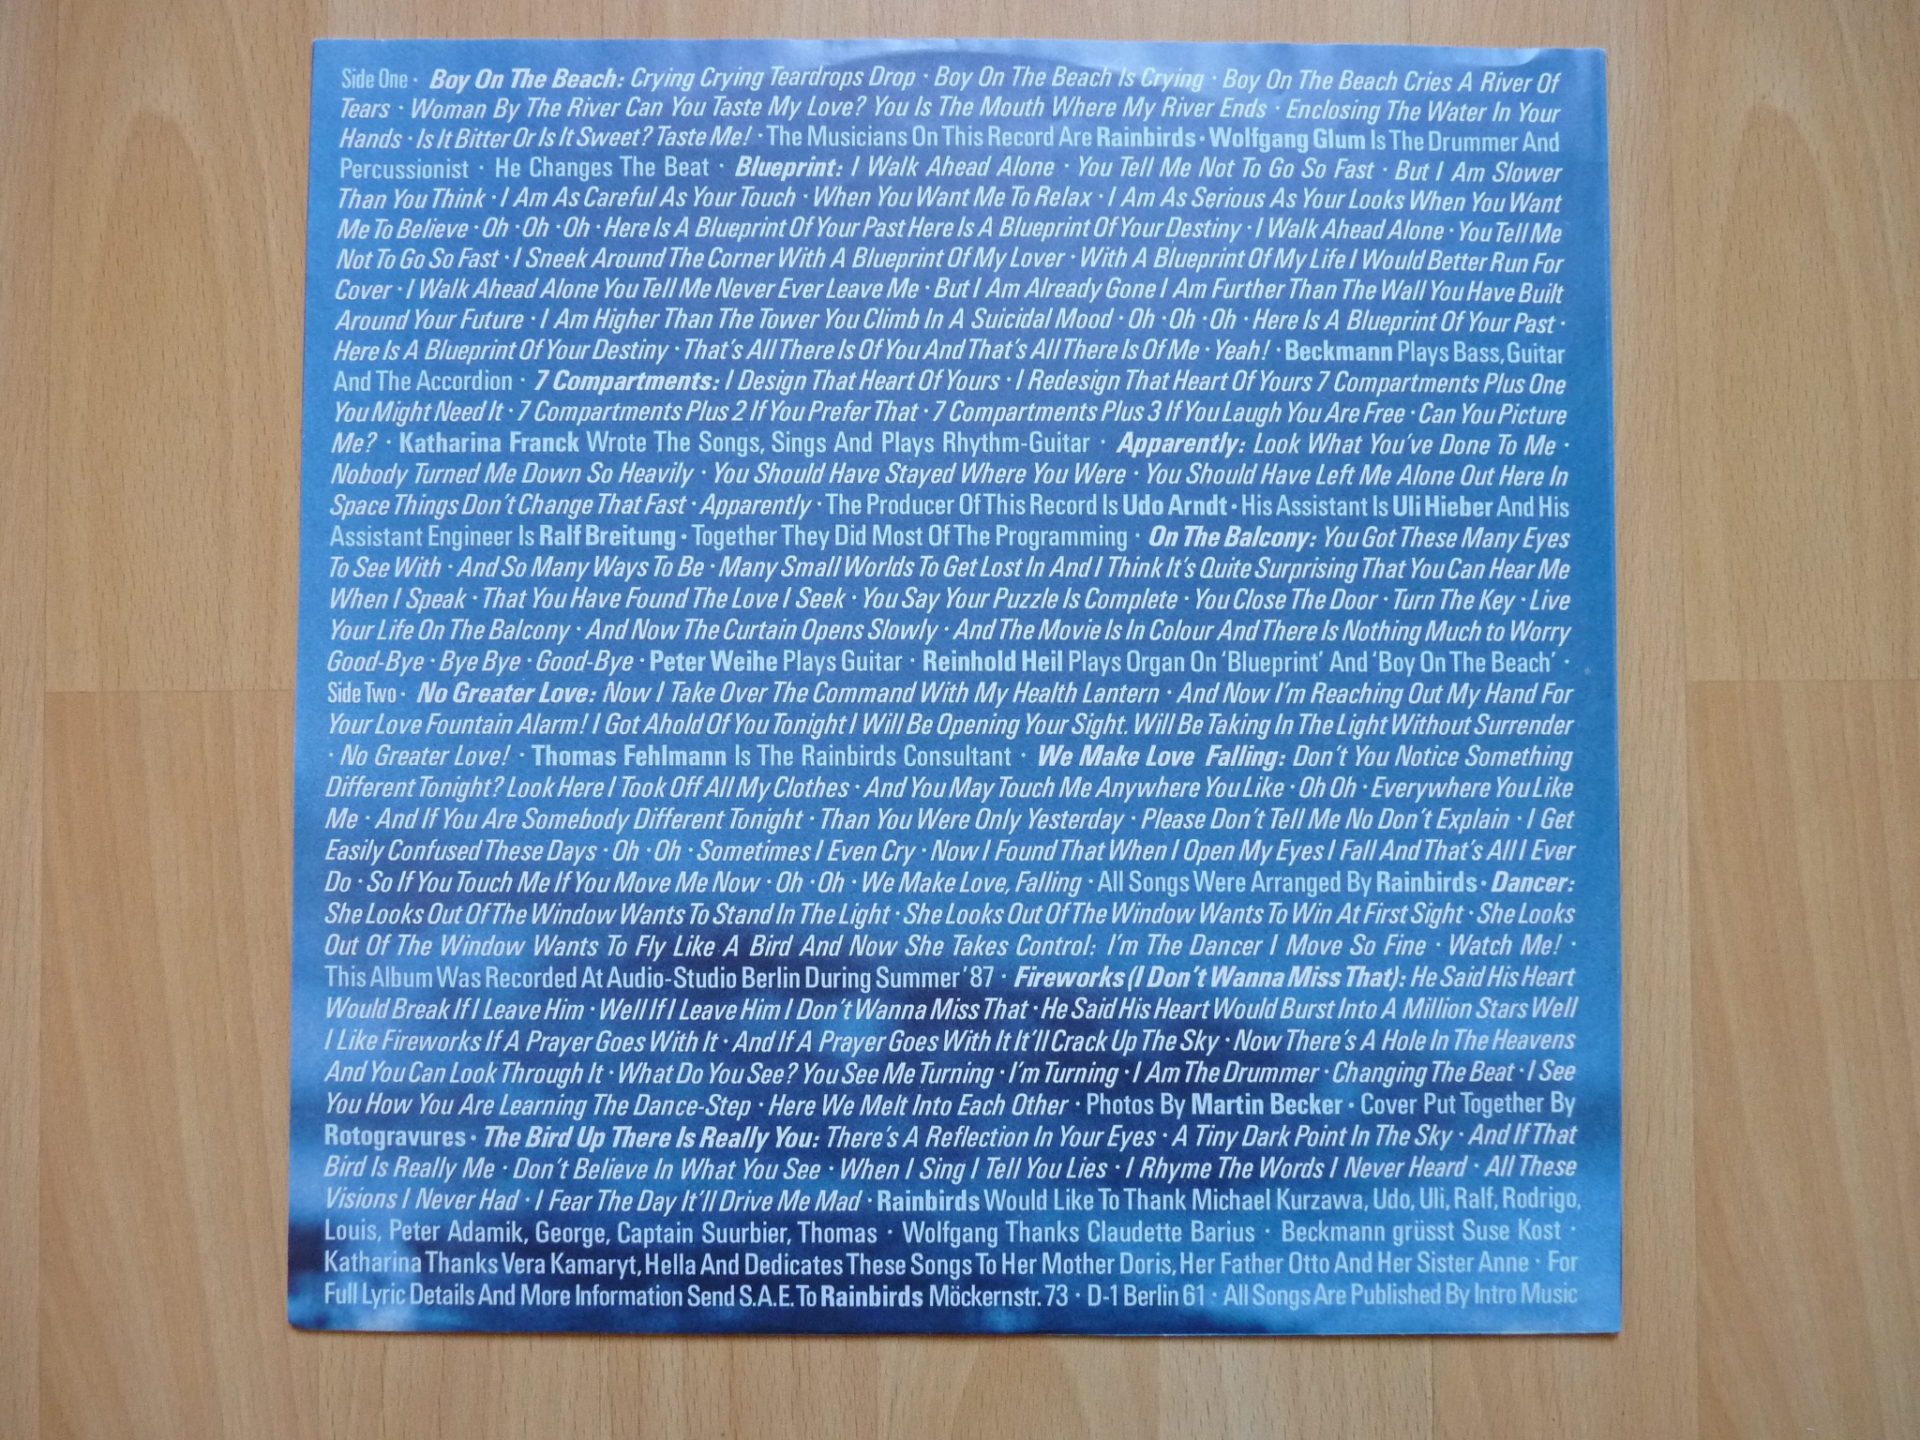 Side One · Boy On The Beach: Crying Crying Teardrops Drop · Boy On The Beach Is Crying · Boy On The Beach Cries A River Of
Tears · Woman By The River Can You Taste My Love? You Is The Mouth Where My River Ends · Enclosing The Water In Your
Hands · Is It Bitter Or Is It Sweet? Taste Me! · The Musicians On This Record Are Rainbirds · Wolfgang Glum Is The Drummer And
Percussionist · He Changes The Beat · Blueprint: I Walk Ahead Alone · You Tell Me Not To Go So Fast · But I Am Slower
Than You Think · I Am As Careful As Your Touch · When You Want Me To Relax · I Am As Serious As Your Looks When You Want
Me To Believe · Oh · Oh · Oh · Here Is A Blueprint Of Your Past Here Is A Blueprint Of Your Destiny · I Walk Ahead Alone · You Tell Me
Not To Go So Fast · I Sneek Around The Corner With A Blueprint Of My Lover · With A Blueprint Of My Life I Would Better Run For
Cover · I Walk Ahead Alone You Tell Me Never Ever Leave Me · But I Am Already Gone I Am Further Than The Wall You Have Built
Around Your Future · I Am Higher Than The Tower You Climb In A Suicidal Mood · Oh · Oh · Oh · Here Is A Blueprint Of Your Past ·
Here Is A Blueprint Of Your Destiny · That's All There Is Of You And That's All There Is Of Me · Yeah! · Beckmann Plays Bass, Guitar
And The Accordion · 7 Compartments: I Design That Heart Of Yours · I Redesign That Heart Of Yours 7 Compartments Plus One
You Might Need It · 7 Compartments Plus 2 If You Prefer That · 7 Compartments Plus 3 If You Laugh You Are Free · Can You Picture
Me? · Katharina Franck Wrote The Songs, Sings And Plays Rhythm-Guitar · Apparently: Look What You've Done To Me ·
Nobody Turned Me Down So Heavily · You Should Have Stayed Where You Were · You Should Have Left Me Alone Out Here In
Space Things Don't Change That Fast · Apparently · The Producer Of This Record Is Udo Arndt · His Assistant Is Uli Hieber And His
Assistant Engineer Is Ralf Breitung · Together They Did Most Of The Programming · On The Balcony: You Got These Many Eyes
To See With · And So Many Ways To Be · Many Small Worlds To Get Lost In And I Think It's Quite Surprising That You Can Hear Me
When I Speak · That You Have Found The Love I Seek · You Say Your Puzzle Is Complete · You Close The Door · Turn The Key · Live
Your Life On The Balcony · And Now The Curtain Opens Slowly · And The Movie Is In Colour And There Is Nothing Much to Worry
Good-Bye · Bye Bye · Good-Bye · Peter Weihe Plays Guitar · Reinhold Heil Plays Organ On 'Blueprint' And 'Boy On The Beach' ·
Side Two · No Greater Love: Now I Take Over The Command With My Health Lantern · And Now I'm Reaching Out My Hand For
Your Love Fountain Alarm! I Got Ahold Of You Tonight I Will Be Opening Your Sight. Will Be Taking In The Light Without Surrender
· No Greater Love! · Thomas Fehlmann Is The Rainbirds Consultant · We Make Love Falling: Don't You Notice Something
Different Tonight? Look Here I Took Off All My Clothes · And You May Touch Me Anywhere You Like · Oh Oh · Everywhere You Like
Me · And If You Are Somebody Different Tonight · Than You Were Only Yesterday · Please Don't Tell Me No Don't Explain · I Get
Easily Confused These Days · Oh · Oh · Sometimes I Even Cry · Now I Found That When I Open My Eyes I Fall And That's All I Ever
Do · So If You Touch Me If You Move Me Now · Oh · Oh · We Make Love, Falling · All Songs Were Arranged By Rainbirds · Dancer:
She Looks Out Of The Window Wants To Stand In The Light · She Looks Out Of The Window Wants To Win At First Sight · She Looks
Out Of The Window Wants To Fly Like A Bird And Now She Takes Control: I'm The Dancer I Move So Fine · Watch Me! ·
This Album Was Recorded At Audio-Studio Berlin During Summer '87 · Fireworks (I Don't Wanna Miss That): He Said His Heart
Would Break If I Leave Him · Well If I Leave Him I Don't Wanna Miss That · He Said His Heart Would Burst Into A Million Stars Well
I Like Fireworks If A Prayer Goes With It · And If A Prayer Goes With It It'll Crack Up The Sky · Now There's A Hole In The Heavens
And You Can Look Through It · What Do You See? You See Me Turning · I'm Turning · I Am The Drummer · Changing The Beat · I See
You How You Are Learning The Dance-Step · Here We Melt Into Each Other · Photos By Martin Becker · Cover Put Together By
Rotogravures · The Bird Up There Is Really You: There's A Reflection In Your Eyes · A Tiny Dark Point In The Sky · And If That
Bird Is Really Me · Don't Believe In What You See · When I Sing I Tell You Lies · I Rhyme The Words I Never Heard · All These
Visions I Never Had · I Fear The Day It'll Drive Me Mad · Rainbirds Would Like To Thank Michael Kurzawa, Udo, Uli, Ralf, Rodrigo,
Louis, Peter Adamik, George, Captain Suurbier, Thomas · Wolfgang Thanks Claudette Barius · Beckmann grüsst Suse Kost ·
Katharina Thanks Vera Kamaryt, Hella And Dedicates These Songs To Her Mother Doris, Her Father Otto And Her Sister Anne · For
Full Lyric Details And More Information Send S.A.E. To Rainbirds Möckernstr. 73 · D-1 Berlin 61 · All Songs Are Published By Intro Music